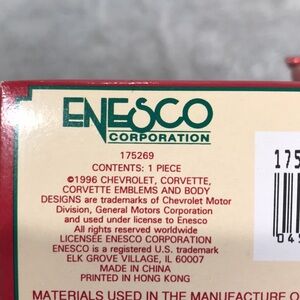 ENESCO
CORPORATION
175269
CONTENTS: 1 PIECE
©1996 CHEVROLET, CORVETTE,
CORVETTE EMBLEMS AND BODY
DESIGNS are trademarks of Chevrolet Motor
Division, General Motors Corporation
and used under license to Enesco
All rights reserved worldwide
LICENSEE ENESCO CORPORATION
ENESCO is a registered U.S. trademark
ELK GROVE VILLAGE, IL 60007
MADE IN CHINA
PRINTED IN HONG KONG
MATERIALS USED IN THE MANUFACTURE O
175
0 4